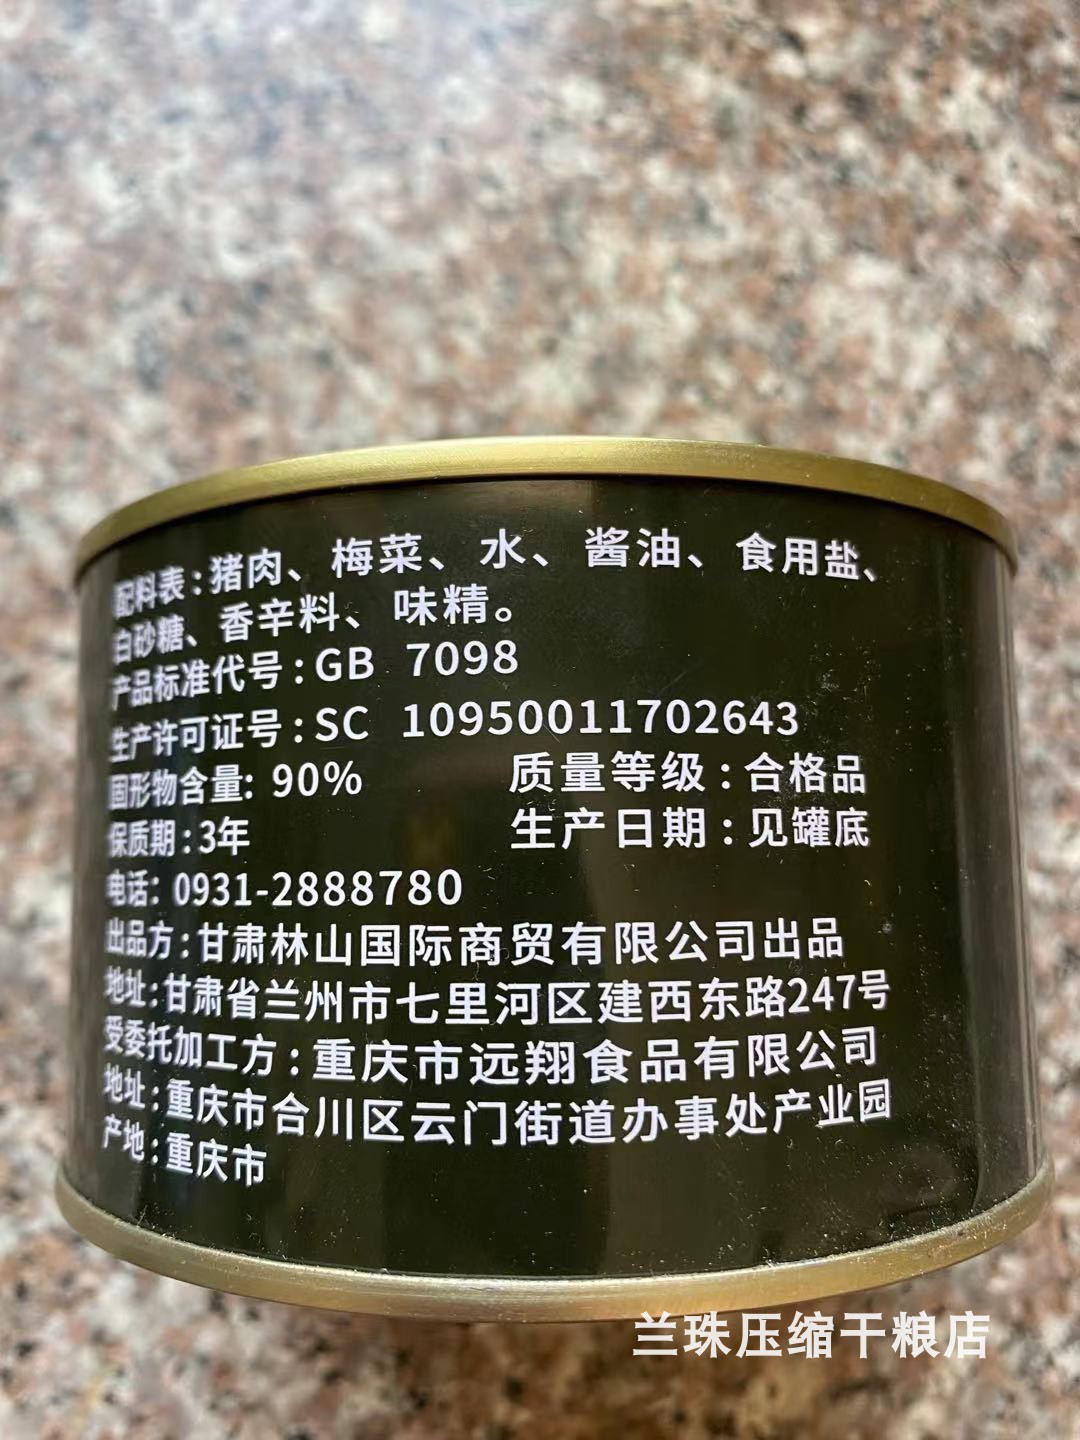 配料表:猪肉、梅菜、水、酱油、食用盐、
白砂糖、香辛料、味精。
产品标准代号:GB 7098
生产许可证号:SC 10950011702643
固形物含量:90% 质量等级:合格品
保质期:3年 生产日期:见罐底
电话:0931-2888780
出品方:甘肃林山国际商贸有限公司出品
地址:甘肃省兰州市七里河区建西东路247号
受委托加工方:重庆市远翔食品有限公司
地址:重庆市合川区云门街道办事处产业园
产地:重庆市
兰珠压缩干粮店